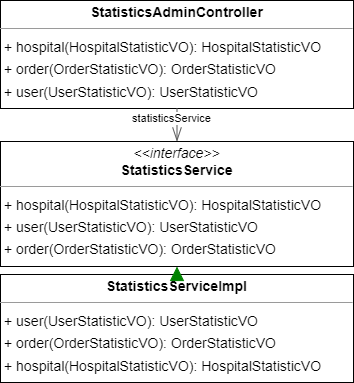 StatisticsAdminController
+ hospital(HospitalStatisticVO): HospitalStatisticVO
+ order(OrderStatisticVO): OrderStatisticVO
+ user(UserStatisticVO): UserStatisticVO
statisticsService
<<interface>>
StatisticsService
+ hospital(HospitalStatisticVO): HospitalStatisticVO
+ user(UserStatisticVO): UserStatisticVO
+ order(OrderStatisticVO): OrderStatisticVO
StatisticsServiceImpl
+ user(UserStatisticVO): UserStatisticVO
+ order(OrderStatisticVO): OrderStatisticVO
+ hospital(HospitalStatisticVO): HospitalStatisticVO